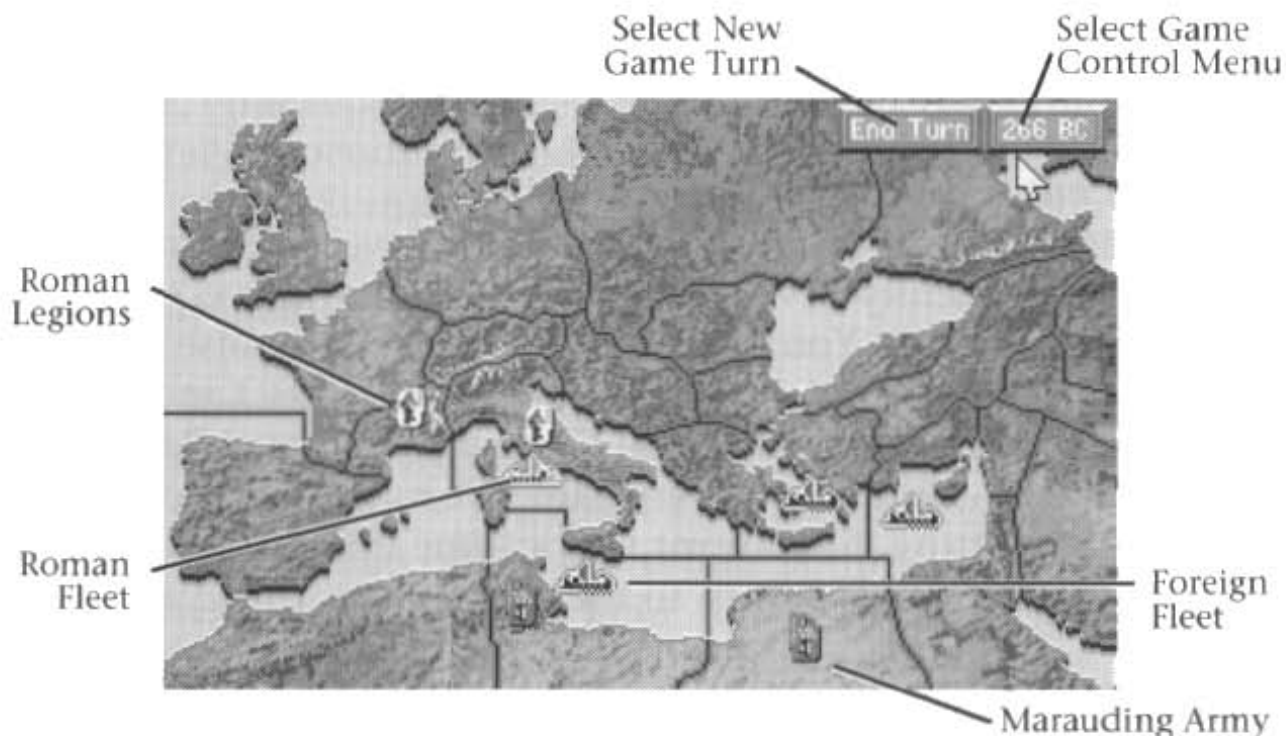 Select New
Game Turn
Select Game
Control Menu
End Turn
266 BC
Roman
Legions
Roman
Fleet
Foreign
Fleet
Marauding Army